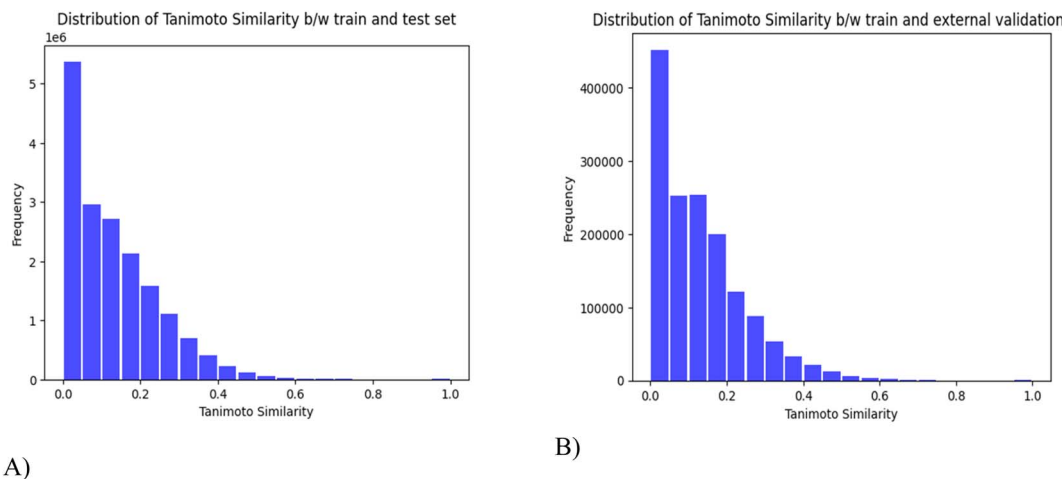 Distribution of Tanimoto Similarity b/w train and test set
1e6
5
4
3
2
1
0
Frequency
0.0 0.2 0.4 0.6 0.8 1.0
Tanimoto Similarity
A)
Distribution of Tanimoto Similarity b/w train and external validation
400000
300000
200000
100000
0
Frequency
0.0 0.2 0.4 0.6 0.8 1.0
Tanimoto Similarity
B)